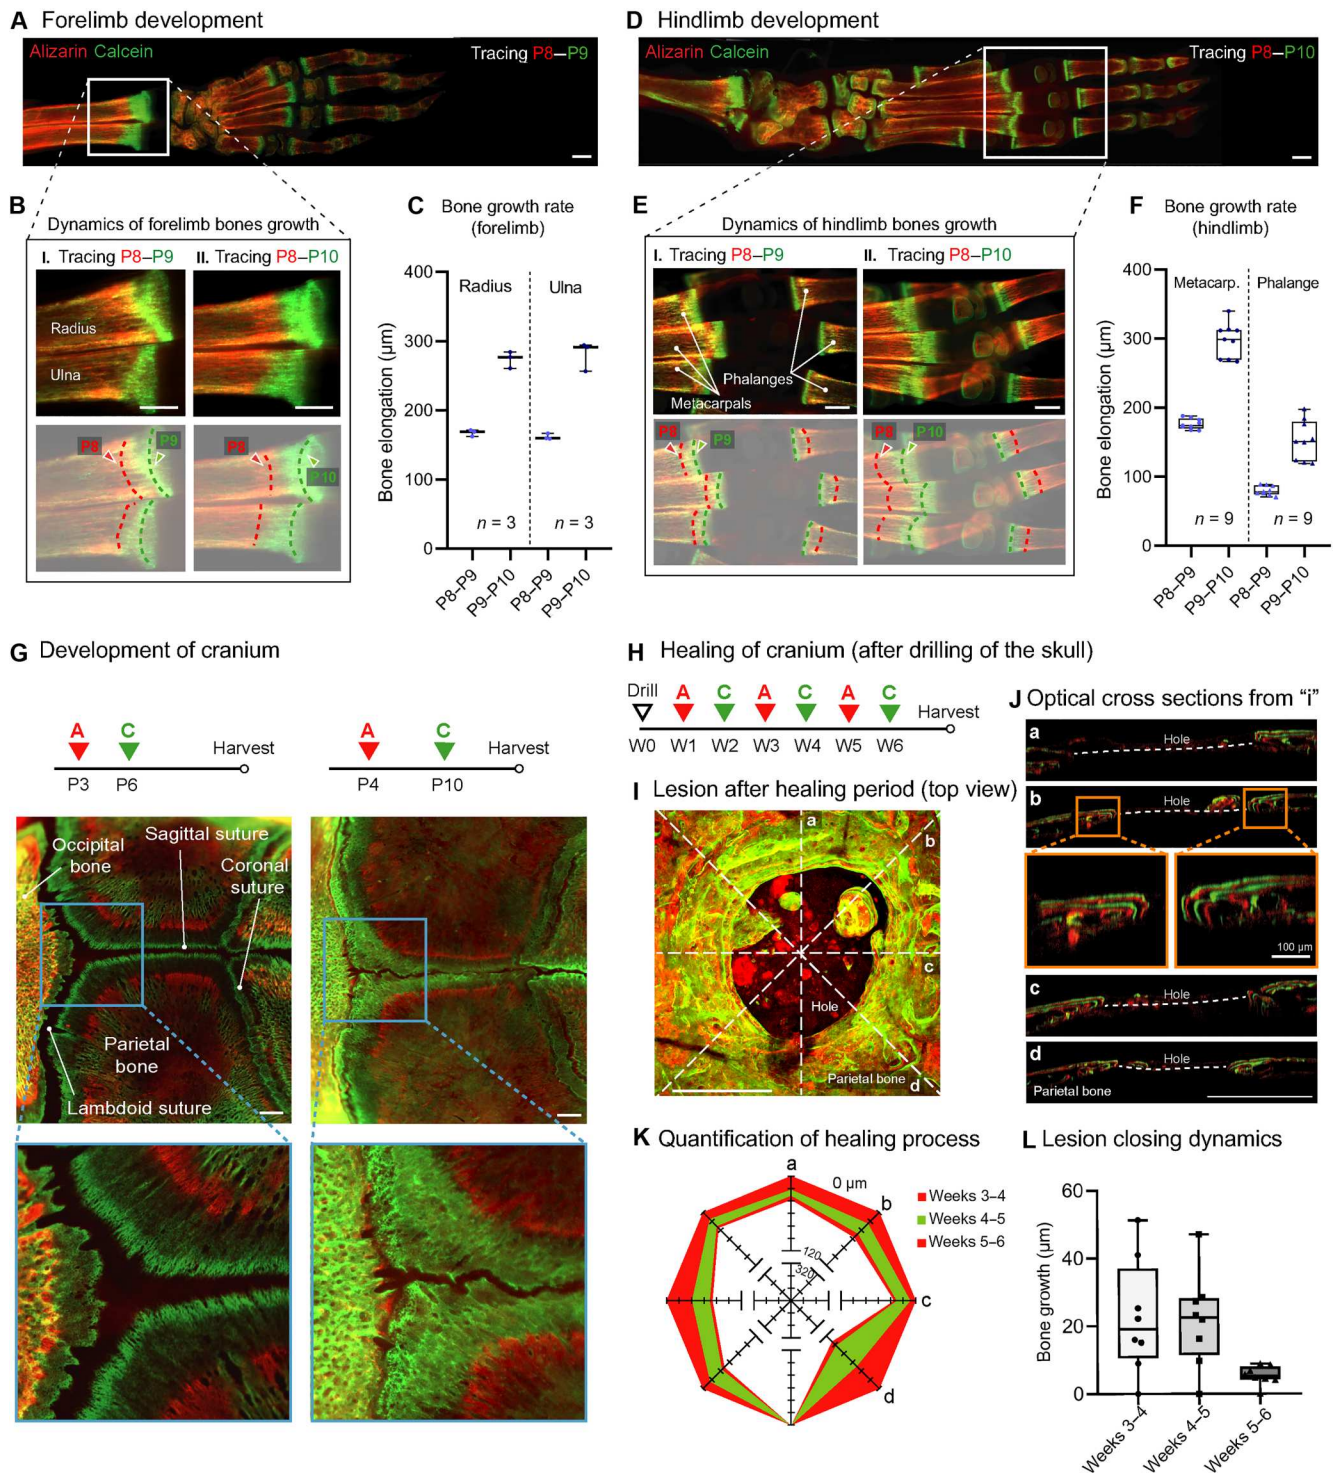 A Forelimb development
Alizarin Calcein
Tracing P8–P9
B
Dynamics of forelimb bones growth
I. Tracing P8–P9
II. Tracing P8–P10
Radius
Ulna
P8
P9
P8
P10
C Bone growth rate
(forelimb)
Bone elongation (µm)
400
300
200
100
0
Radius
Ulna
n = 3
n = 3
P8–P9
P9–P10
P8–P9
P9–P10
D Hindlimb development
Alizarin Calcein
Tracing P8–P10
E
Dynamics of hindlimb bones growth
I. Tracing P8–P9
II. Tracing P8–P10
Phalanges
Metacarpals
P8
P9
P8
P10
F Bone growth rate
(hindlimb)
Bone elongation (µm)
400
300
200
100
0
Metacarp.
Phalange
n = 9
n = 9
P8–P9
P9–P10
P8–P9
P9–P10
G Development of cranium
A
C
Harvest
P3
P6
A
C
Harvest
P4
P10
Occipital
bone
Sagittal suture
Coronal
suture
Parietal
bone
Lambdoid suture
H Healing of cranium (after drilling of the skull)
Drill
A
C
A
C
A
C
Harvest
W0
W1
W2
W3
W4
W5
W6
I Lesion after healing period (top view)
a
b
c
d
Hole
Parietal bone
J Optical cross sections from “i”
a
Hole
b
Hole
100 µm
c
Hole
d
Hole
Parietal bone
K Quantification of healing process
a
0 µm
b
c
d
120
320
Weeks 3–4
Weeks 4–5
Weeks 5–6
L Lesion closing dynamics
Bone growth (µm)
60
40
20
0
Weeks 3–4
Weeks 4–5
Weeks 5–6